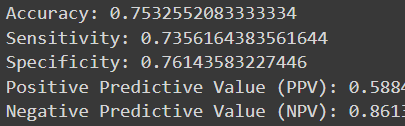 Accuracy: 0.7532552083333334
Sensitivity: 0.7356164383561644
Specificity: 0.76143583227446
Positive Predictive Value (PPV): 0.5884
Negative Predictive Value (NPV): 0.8613